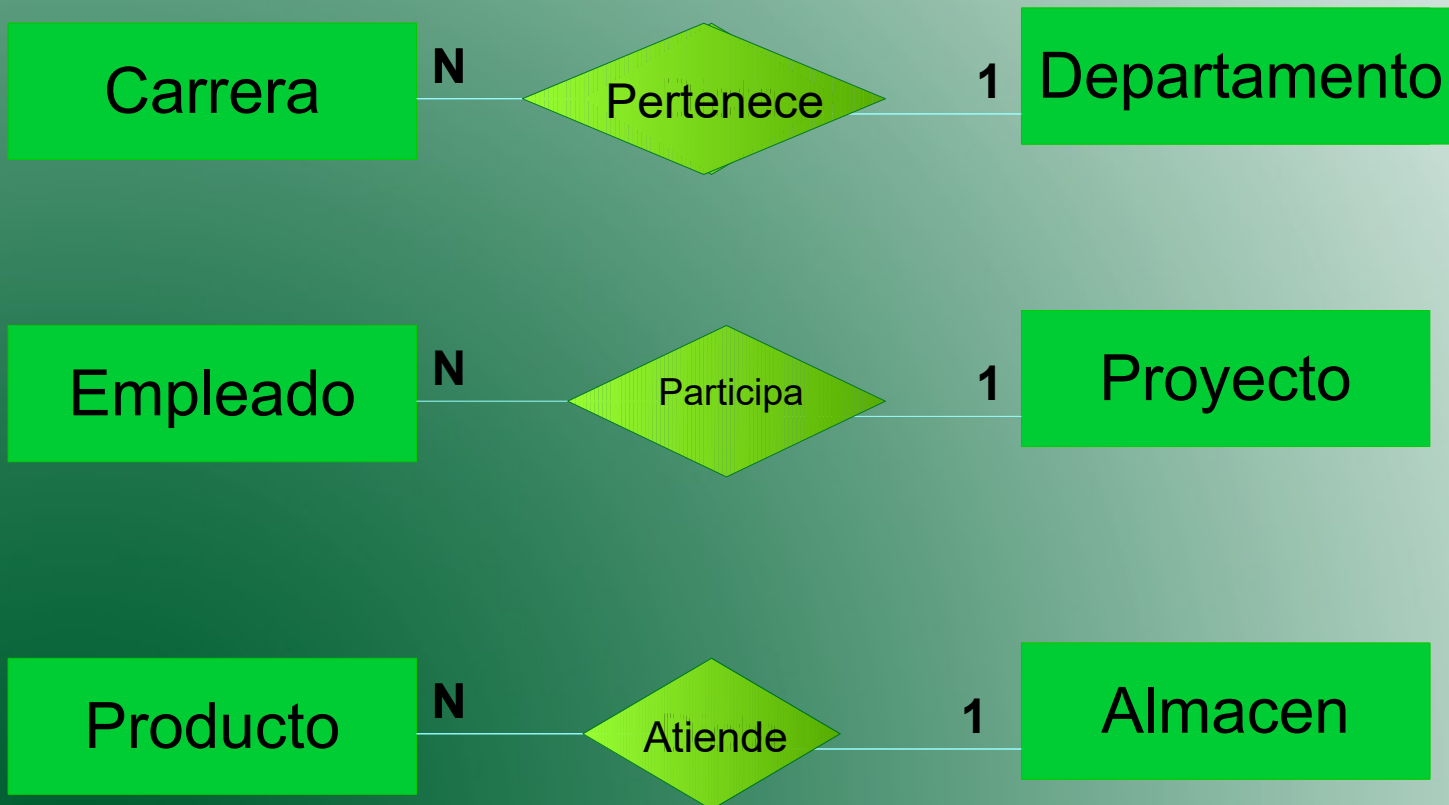 Carrera N Pertenece 1 Departamento
Empleado N Participa 1 Proyecto
Producto N Atiende 1 Almacen